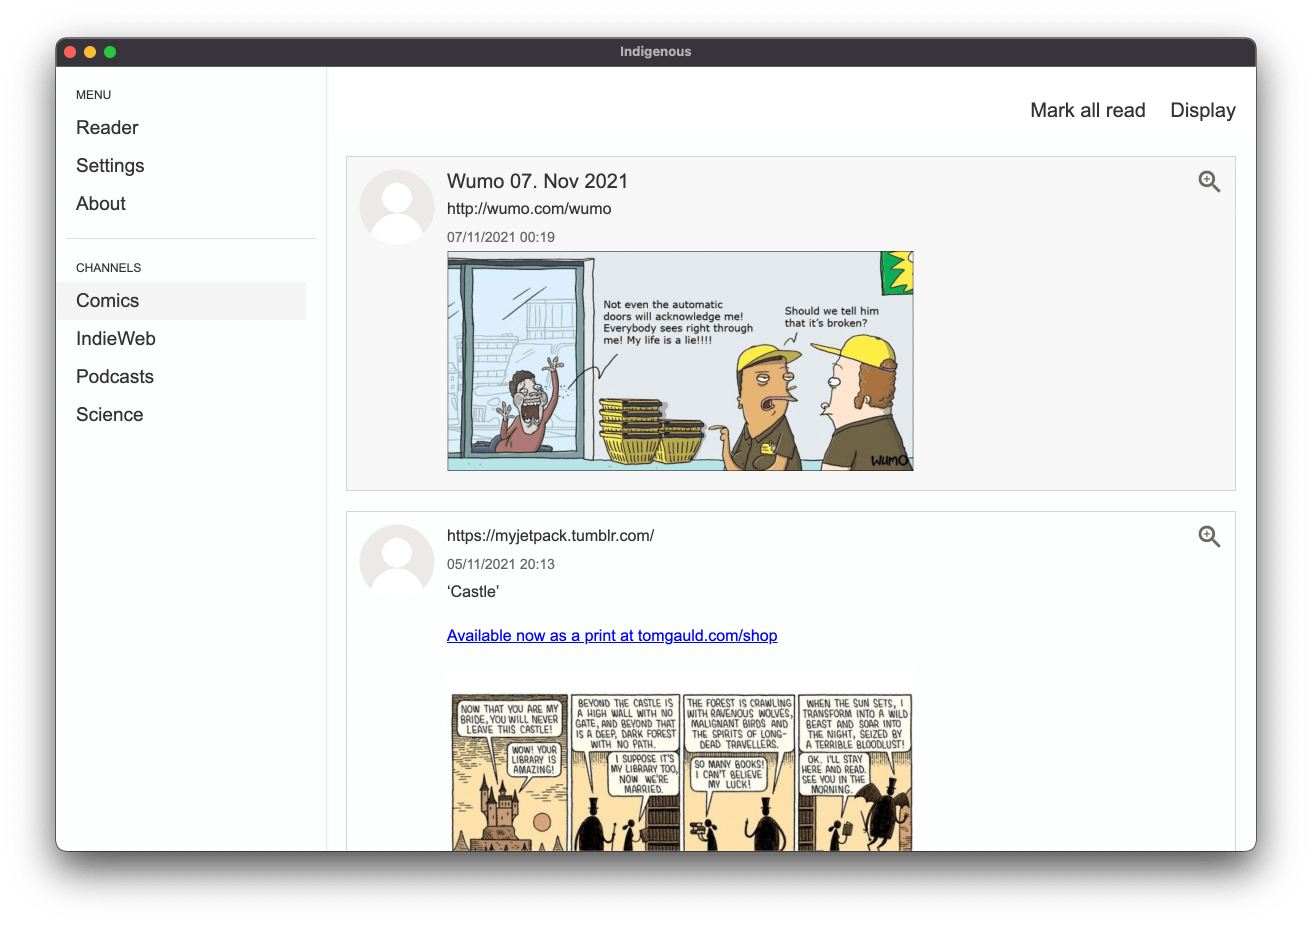 Indigenous
MENU
Reader
Settings
About
CHANNELS
Comics
IndieWeb
Podcasts
Science
Mark all read
Display
Wumo 07. Nov 2021
http://wumo.com/wumo
07/11/2021 00:19
Not even the automatic
doors will acknowledge me!
Everybody sees right through
me! My life is a lie!!!!
Should we tell him
that it's broken?
WUMO
https://myjetpack.tumblr.com/
05/11/2021 20:13
‘Castle’
Available now as a print at tomgauld.com/shop
NOW THAT YOU ARE MY
BRIDE, YOU WILL NEVER
LEAVE THIS CASTLE!
WOW! YOUR
LIBRARY IS
AMAZING!
BEYOND THE CASTLE IS
A HIGH WALL WITH NO
GATE, AND BEYOND THAT
IS A DEEP, DARK FOREST
WITH NO PATH.
I SUPPOSE IT'S
MY LIBRARY TOO,
NOW WE'RE
MARRIED.
THE FOREST IS CRAWLING
WITH RAVENOUS WOLVES,
MALIGNANT BIRDS AND
THE SPIRITS OF LONG-
DEAD TRAVELLERS.
SO MANY BOOKS!
I CAN'T BELIEVE
MY LUCK!
WHEN THE SUN SETS, I
TRANSFORM INTO A WILD
BEAST AND SOAR INTO
THE NIGHT, SEIZED BY
A TERRIBLE BLOODLUST!
OK. I'LL STAY
HERE AND READ.
SEE YOU IN THE
MORNING.